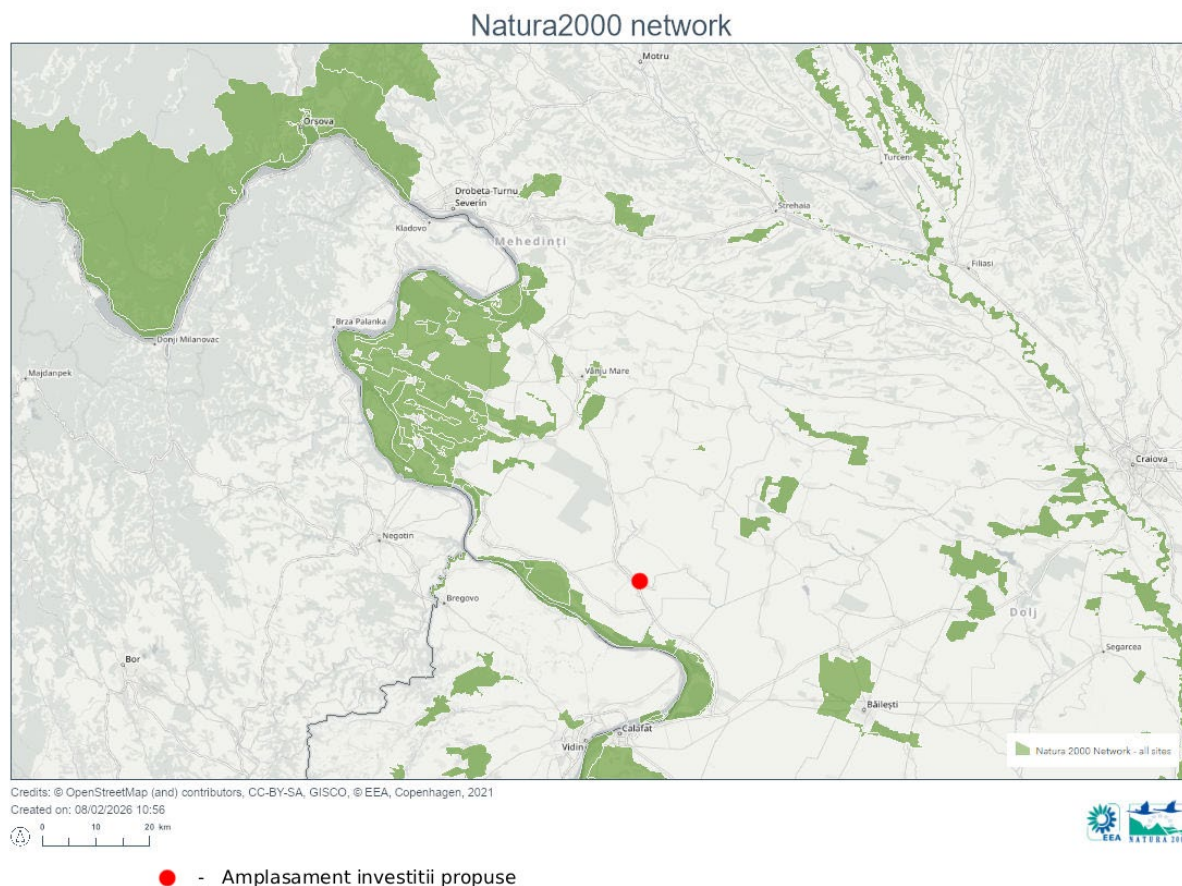 Natura2000 network
Motru
Orșova
Turceni
Drobeta-Turnu
Severin
Strehaia
Kladovo
Mehedinți
Filiasi
Brza Palanka
Donji Milanovac
Majdanpek
Vânju Mare
Craiova
Negotin
Bregovo
Dolj
Bor
Segarcea
Băilești
Calafat
Vidin
Natura 2000 Network - all sites
Credits: © OpenStreetMap (and) contributors, CC-BY-SA, GISCO, © EEA, Copenhagen, 2021
Created on: 08/02/2026 10:56
0 10 20 km
EEA
- Amplasament investitii propuse